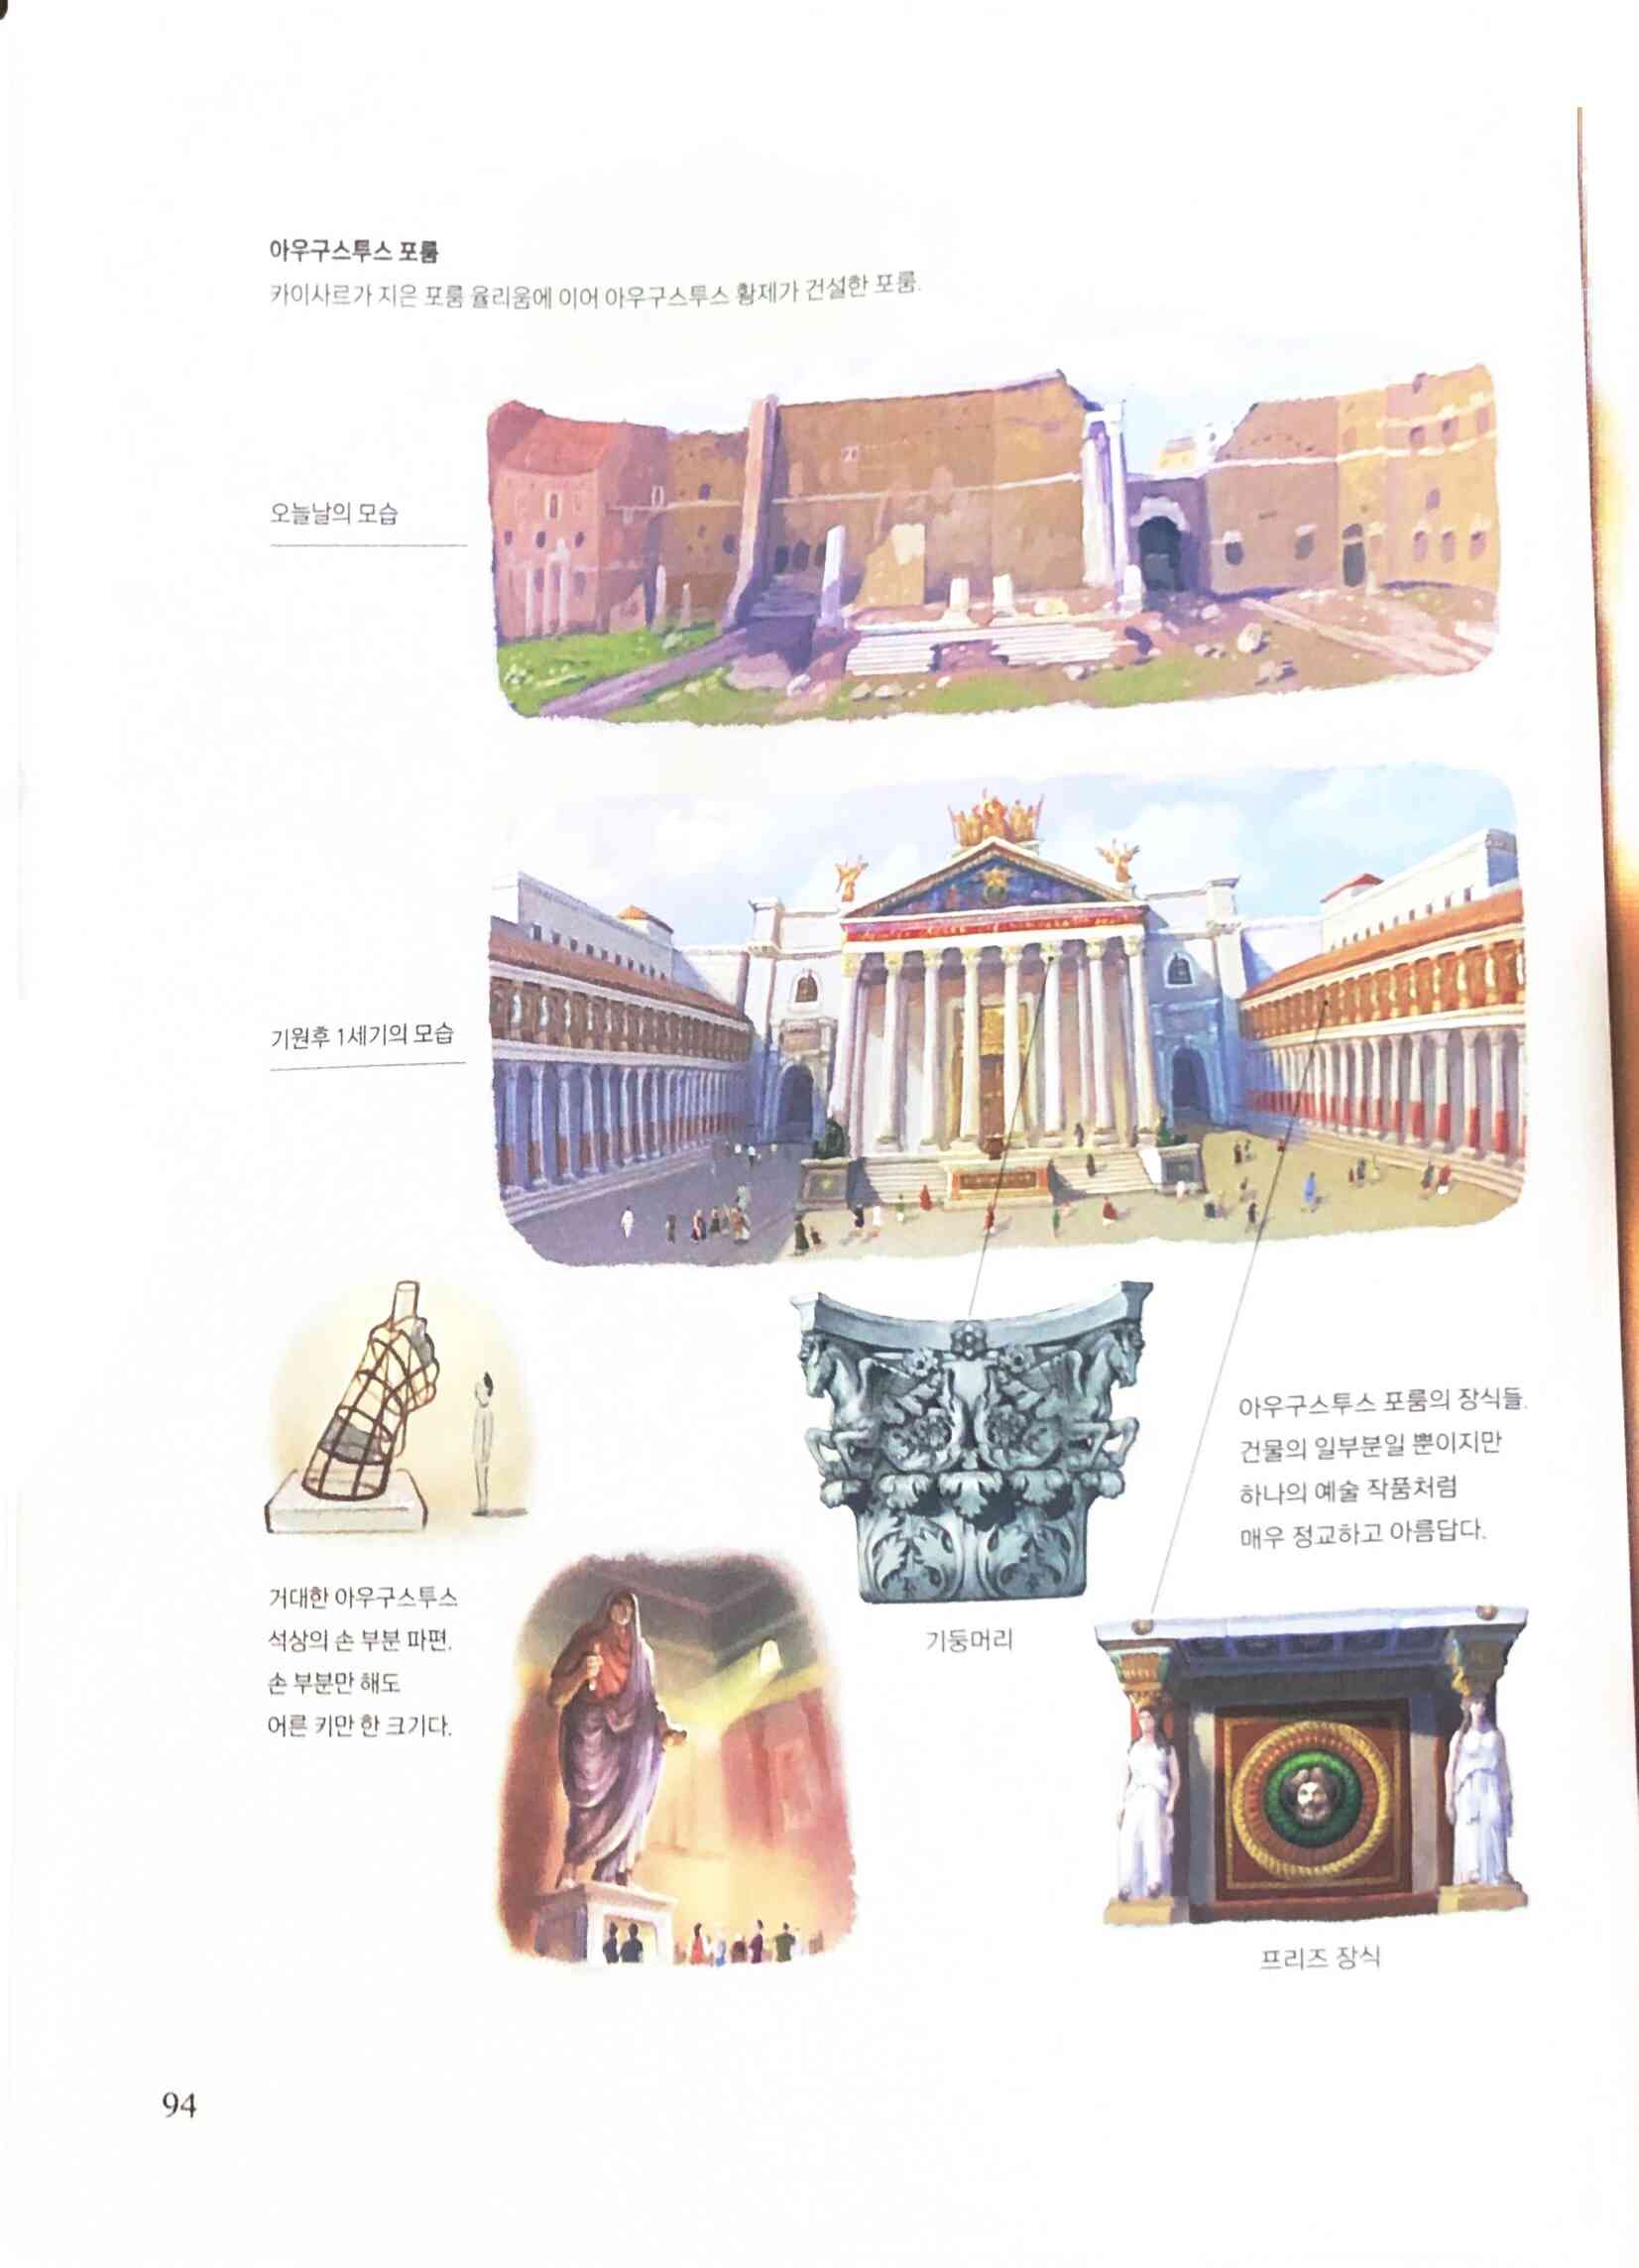 아우구스투스 포룸
카이사르가 지은 포룸 율리움에 이어 아우구스투스 황제가 건설한 포룸.
오늘날의 모습
기원후 1세기의 모습
거대한 아우구스투스
석상의 손 부분 파편.
손 부분만 해도
어른 키만 한 크기다.
기둥머리
아우구스투스 포룸의 장식들.
건물의 일부분일 뿐이지만
하나의 예술 작품처럼
매우 정교하고 아름답다.
프리즈 장식
94